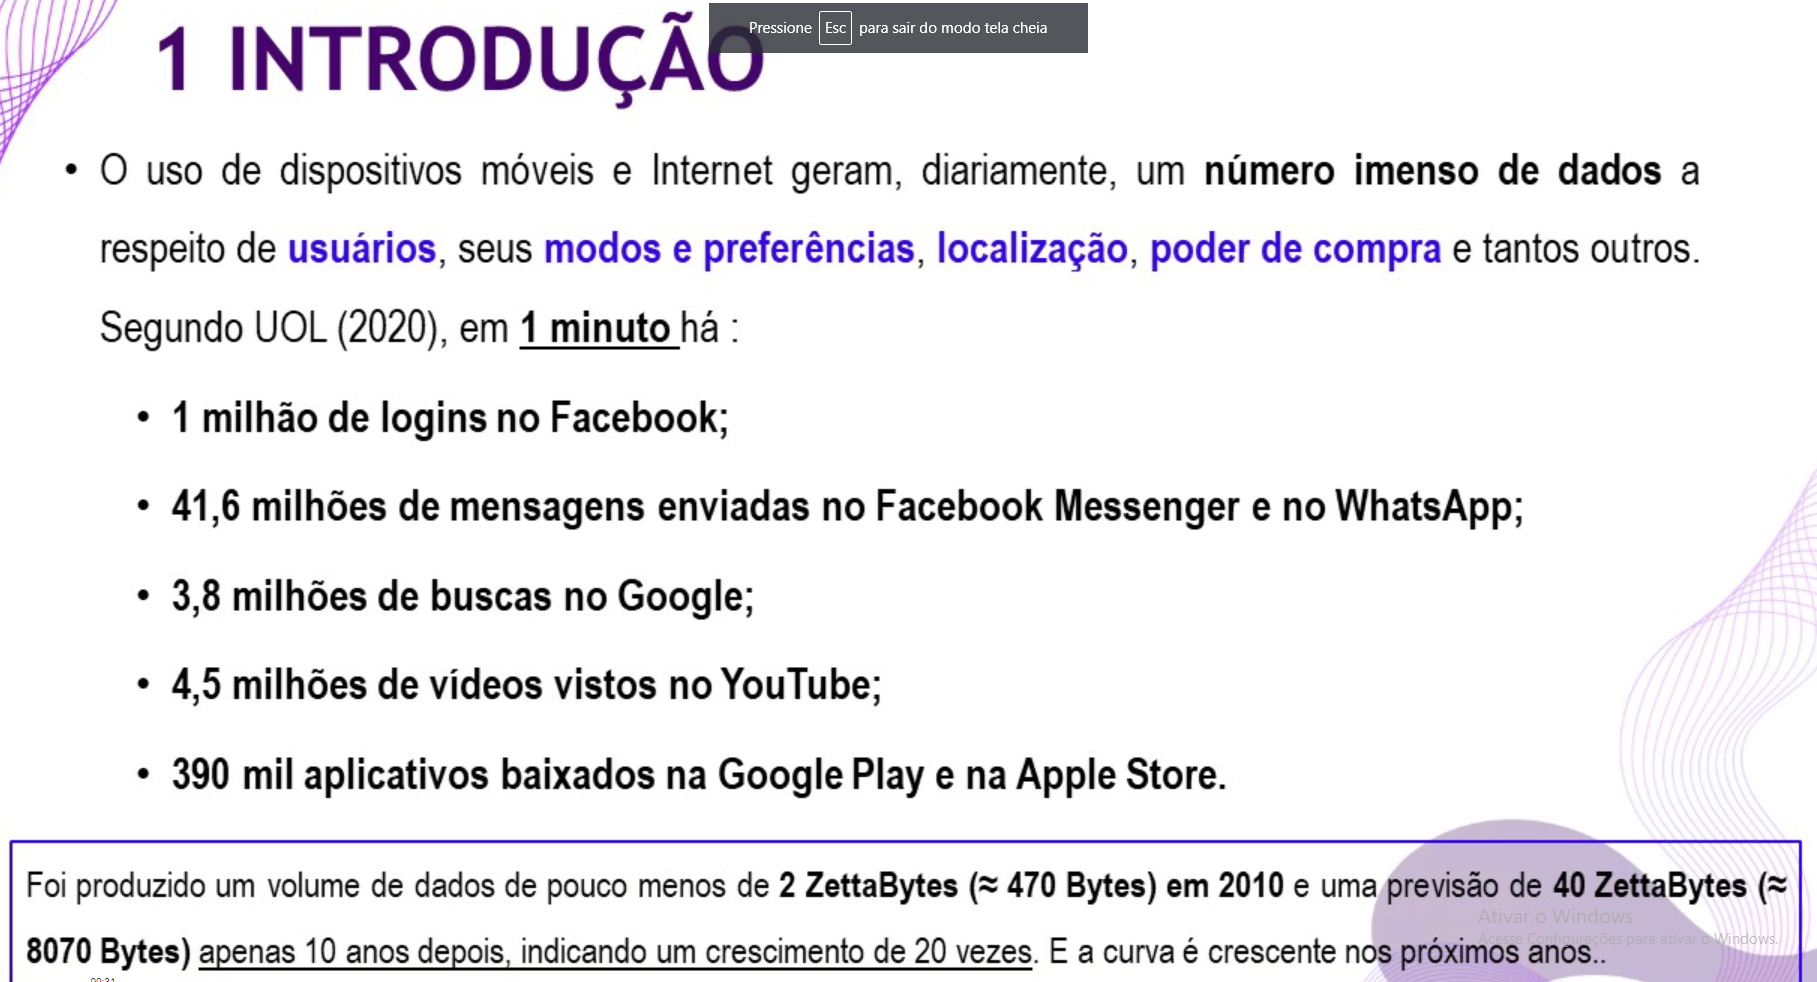 Pressione Esc para sair do modo tela cheia
1 INTRODUÇÃO
• O uso de dispositivos móveis e Internet geram, diariamente, um número imenso de dados a
respeito de usuários, seus modos e preferências, localização, poder de compra e tantos outros.
Segundo UOL (2020), em 1 minuto há :
• 1 milhão de logins no Facebook;
• 41,6 milhões de mensagens enviadas no Facebook Messenger e no WhatsApp;
• 3,8 milhões de buscas no Google;
• 4,5 milhões de vídeos vistos no YouTube;
• 390 mil aplicativos baixados na Google Play e na Apple Store.
Foi produzido um volume de dados de pouco menos de 2 ZettaBytes (≈ 470 Bytes) em 2010 e uma previsão de 40 ZettaBytes (≈
8070 Bytes) apenas 10 anos depois, indicando um crescimento de 20 vezes. E a curva é crescente nos próximos anos..
Ativar o Windows
Acesse Configurações para ativar o Windows.